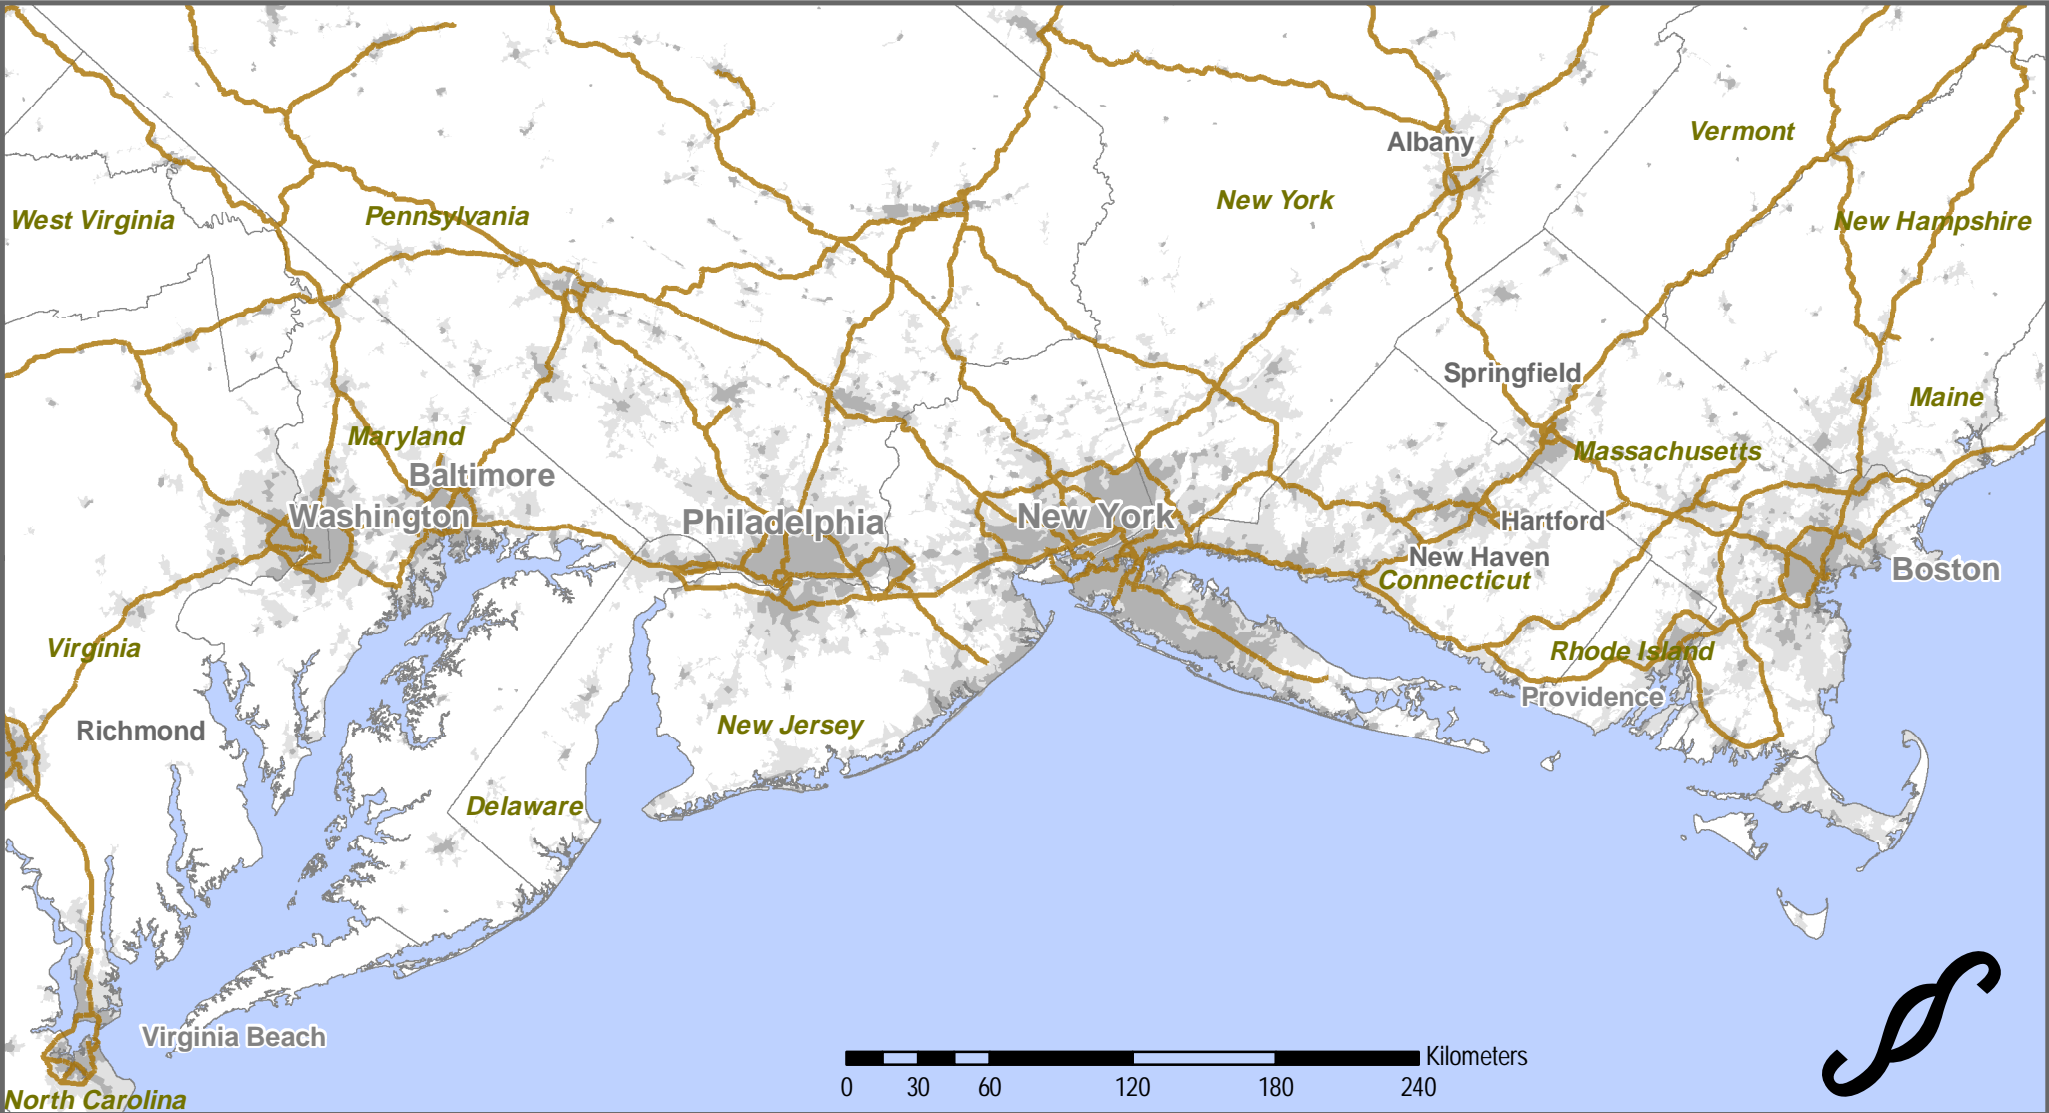 Vermont
Albany
New York
West Virginia
Pennsylvania
New Hampshire
Springfield
Maine
Maryland
Massachusetts
Baltimore
Washington
Philadelphia
New York
Hartford
New Haven
Boston
Connecticut
Virginia
Rhode Island
Providence
Richmond
New Jersey
Delaware
Virginia Beach
Kilometers
0 30 60 120 180 240
North Carolina